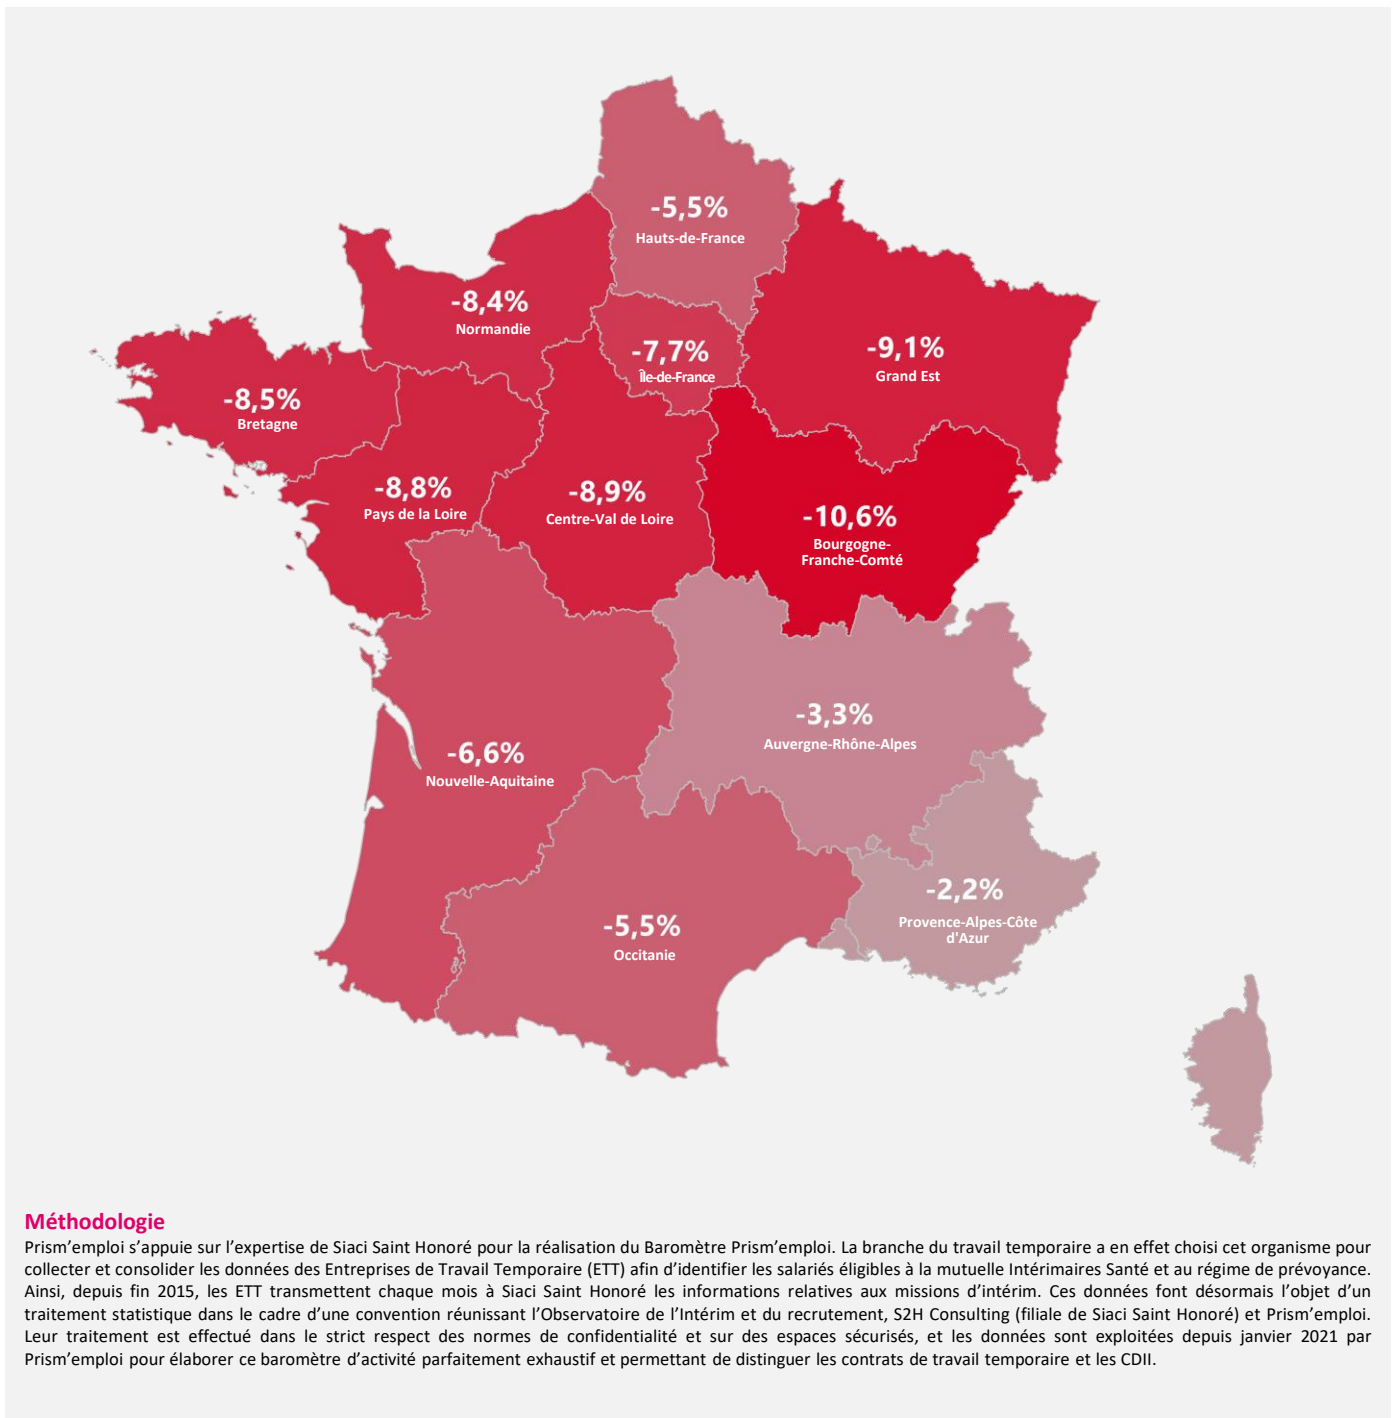 -5,5%
Hauts-de-France
-8,4%
Normandie
-7,7%
Île-de-France
-9,1%
Grand Est
-8,5%
Bretagne
-8,8%
Pays de la Loire
-8,9%
Centre-Val de Loire
-10,6%
Bourgogne-
Franche-Comté
-3,3%
Auvergne-Rhône-Alpes
-6,6%
Nouvelle-Aquitaine
-2,2%
Provence-Alpes-Côte
d'Azur
-5,5%
Occitanie
Méthodologie
Prism’emploi s’appuie sur l’expertise de Siaci Saint Honoré pour la réalisation du Baromètre Prism’emploi. La branche du travail temporaire a en effet choisi cet organisme pour
collecter et consolider les données des Entreprises de Travail Temporaire (ETT) afin d’identifier les salariés éligibles à la mutuelle Intérimaires Santé et au régime de prévoyance.
Ainsi, depuis fin 2015, les ETT transmettent chaque mois à Siaci Saint Honoré les informations relatives aux missions d’intérim. Ces données font désormais l’objet d’un
traitement statistique dans le cadre d’une convention réunissant l’Observatoire de l’Intérim et du recrutement, S2H Consulting (filiale de Siaci Saint Honoré) et Prism’emploi.
Leur traitement est effectué dans le strict respect des normes de confidentialité et sur des espaces sécurisés, et les données sont exploitées depuis janvier 2021 par
Prism’emploi pour élaborer ce baromètre d’activité parfaitement exhaustif et permettant de distinguer les contrats de travail temporaire et les CDII.